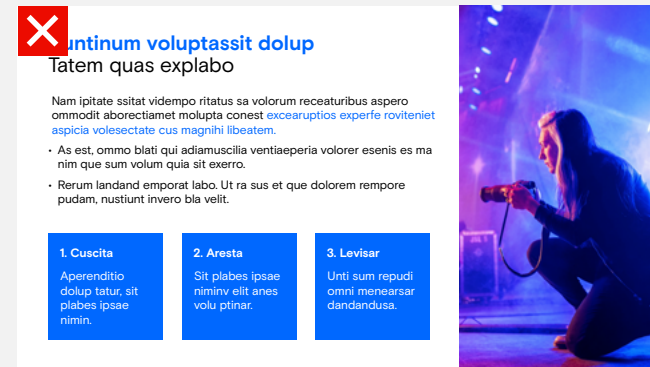 untinum voluptassit dolup
Tatem quas explabo
Nam ipitate ssitat vidempo ritatus sa volorum receaturibus aspero
ommodit aborectiamet molupta conest excearuptios experfe roviteniet
aspicia volesectate cus magnihi libeatem.
• As est, ommo blati qui adiamuscilia ventiaeperia volorer esenis es ma
nim que sum volum quia sit exerro.
• Rerum landand emporat labo. Ut ra sus et que dolorem rempore
pudam, nustiunt invero bla velit.
1. Cuscita
Aperenditio
dolup tatur, sit
plabes ipsae
nimin.
2. Aresta
Sit plabes ipsae
niminv elit anes
volu ptinar.
3. Levisar
Unti sum repudi
omni menearsar
dandandusa.